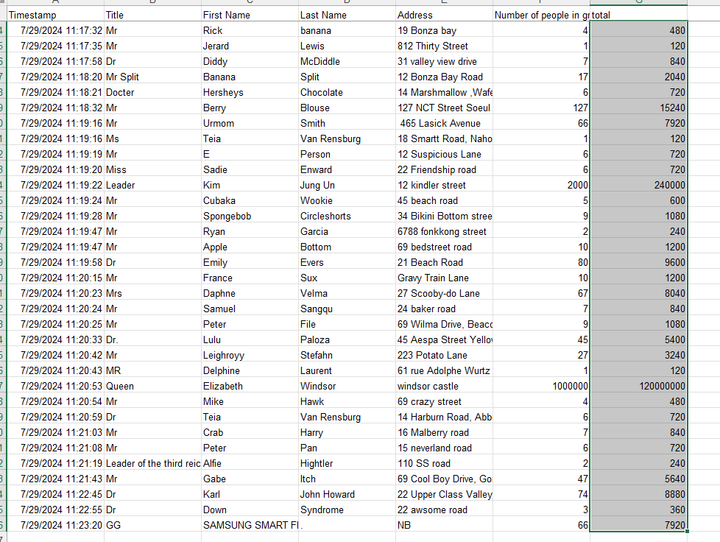 Timestamp Title First Name Last Name Address Number of people in gr total
7/29/2024 11:17:32 Mr Rick banana 19 Bonza bay 4 480
7/29/2024 11:17:35 Mr Jerard Lewis 812 Thirty Street 1 120
7/29/2024 11:17:58 Dr Diddy McDiddle 31 valley view drive 7 840
7/29/2024 11:18:20 Mr Split Banana Split 12 Bonza Bay Road 17 2040
7/29/2024 11:18:21 Docter Hersheys Chocolate 14 Marshmallow ,Wafe 6 720
7/29/2024 11:18:32 Mr Berry Blouse 127 NCT Street Soeul 127 15240
7/29/2024 11:19:16 Mr Urmom Smith 465 Lasick Avenue 66 7920
7/29/2024 11:19:16 Ms Teia Van Rensburg 18 Smartt Road, Naho 1 120
7/29/2024 11:19:19 Mr E Person 12 Suspicious Lane 6 720
7/29/2024 11:19:20 Miss Sadie Enward 22 Friendship road 6 720
7/29/2024 11:19:22 Leader Kim Jung Un 12 kindler street 2000 240000
7/29/2024 11:19:24 Mr Cubaka Wookie 45 beach road 5 600
7/29/2024 11:19:28 Mr Spongebob Circleshorts 34 Bikini Bottom stree 9 1080
7/29/2024 11:19:47 Mr Ryan Garcia 6788 fonkkong street 2 240
7/29/2024 11:19:47 Mr Apple Bottom 69 bedstreet road 10 1200
7/29/2024 11:19:58 Dr Emily Evers 21 Beach Road 80 9600
7/29/2024 11:20:15 Mr France Sux Gravy Train Lane 10 1200
7/29/2024 11:20:23 Mrs Daphne Velma 27 Scooby-do Lane 67 8040
7/29/2024 11:20:24 Mr Samuel Sangqu 24 baker road 7 840
7/29/2024 11:20:25 Mr Peter File 69 Wilma Drive, Beaco 9 1080
7/29/2024 11:20:33 Dr. Lulu Paloza 45 Aespa Street Yello 45 5400
7/29/2024 11:20:42 Mr Leighroyy Stefahn 223 Potato Lane 27 3240
7/29/2024 11:20:43 MR Delphine Laurent 61 rue Adolphe Wurtz 1 120
7/29/2024 11:20:53 Queen Elizabeth Windsor windsor castle 1000000 120000000
7/29/2024 11:20:54 Mr Mike Hawk 69 crazy street 4 480
7/29/2024 11:20:59 Dr Teia Van Rensburg 14 Harburn Road, Abb 6 720
7/29/2024 11:21:03 Mr Crab Harry 16 Malberry road 7 840
7/29/2024 11:21:08 Mr Peter Pan 15 neverland road 6 720
7/29/2024 11:21:19 Leader of the third reic Alfie Hightler 110 SS road 2 240
7/29/2024 11:21:43 Mr Gabe Itch 69 Cool Boy Drive, Go 47 5640
7/29/2024 11:22:45 Dr Karl John Howard 22 Upper Class Valley 74 8880
7/29/2024 11:22:55 Dr Down Syndrome 22 awsome road 3 360
7/29/2024 11:23:20 GG SAMSUNG SMART FI . NB 66 7920